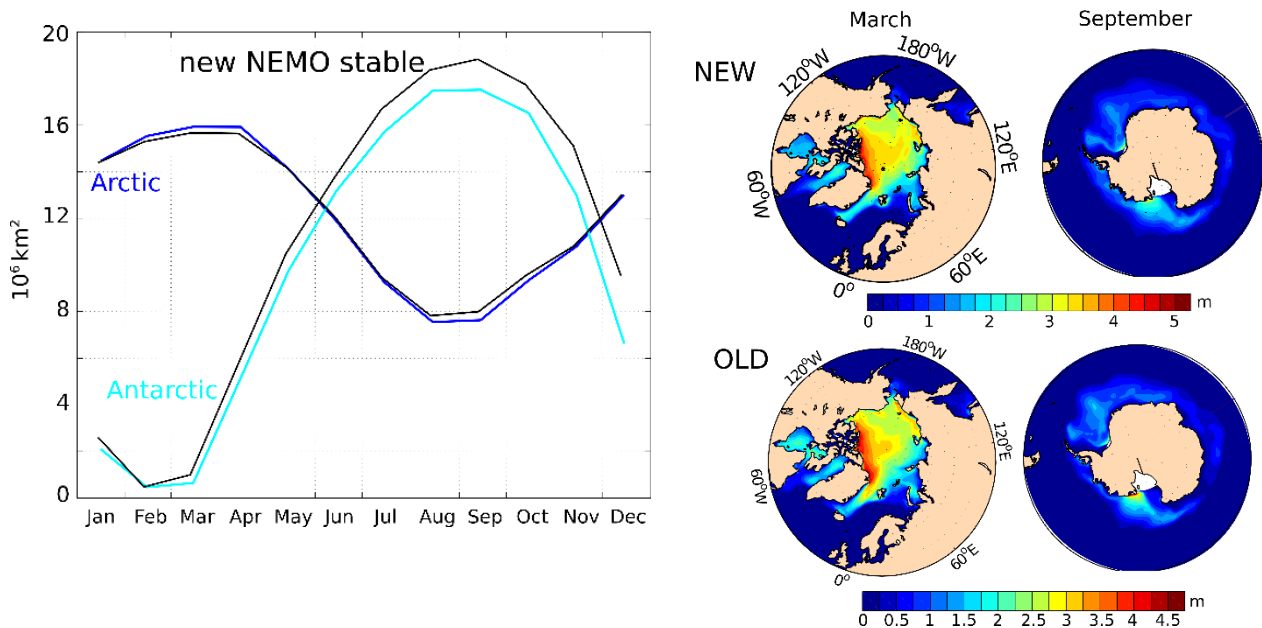 20
16
12
8
4
0
10⁶ km²
new NEMO stable
Arctic
Antarctic
Jan Feb Mar Apr May Jun Jul Aug Sep Oct Nov Dec
March
September
NEW
180°W
120°W
120°E
60°W
60°E
0°
0 1 2 3 4 5 m
OLD
180°W
120°W
120°E
60°W
60°E
0°
0 0.5 1 1.5 2 2.5 3 3.5 4 4.5 m